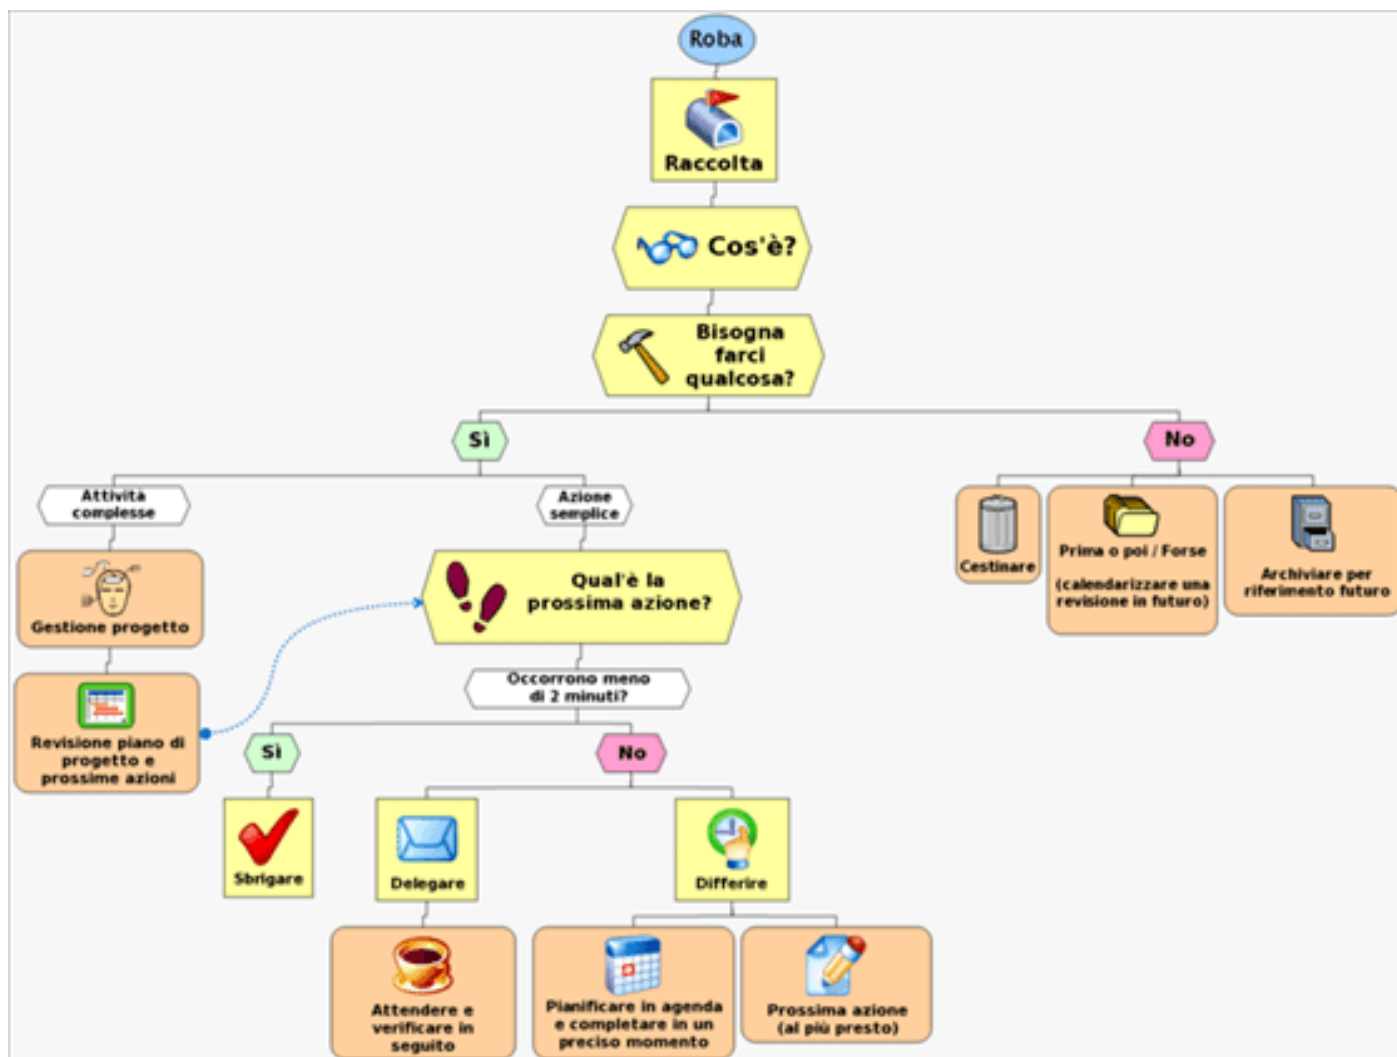 Roba
Raccolta
Cos'è?
Bisogna
farci
qualcosa?
Sì
No
Attività
complesse
Azione
semplice
Gestione progetto
Qual'è la
prossima azione?
Cestinare
Prima o poi / Forse
(calendarizzare una
revisione in futuro)
Archiviare per
riferimento futuro
Revisione piano di
progetto e
prossime azioni
Occorrono meno
di 2 minuti?
Sì
No
Sbrigare
Delegare
Differire
Attendere e
verificare in
seguito
Pianificare in agenda
e completare in un
preciso momento
Prossima azione
(al più presto)